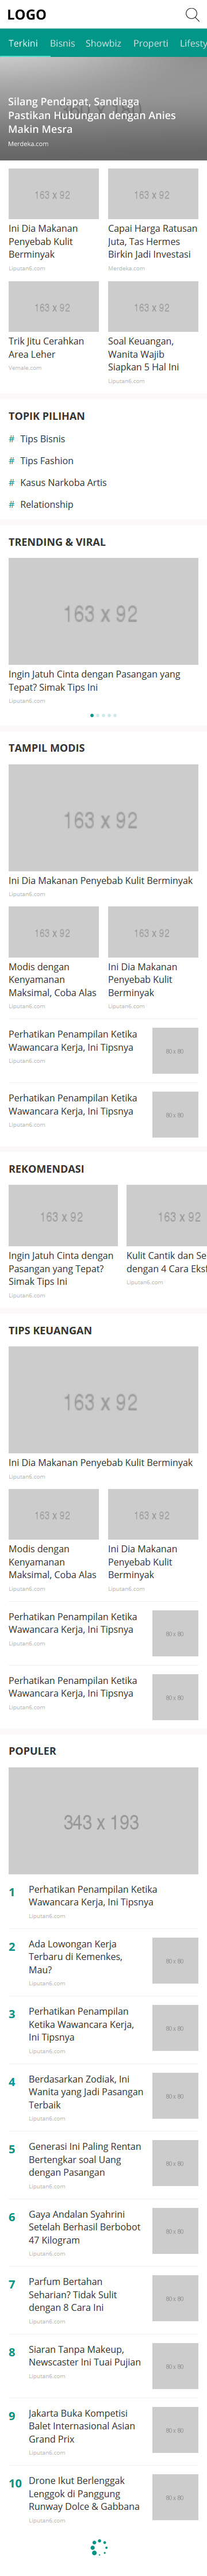 LOGO
Terkini Bisnis Showbiz Properti Lifesty
Silang Pendapat, Sandiaga
Pastikan Hubungan dengan Anies
Makin Mesra
Merdeka.com
163 x 92 163 x 92
Ini Dia Makanan
Penyebab Kulit
Berminyak
Liputan6.com
Capai Harga Ratusan
Juta, Tas Hermes
Birkin Jadi Investasi
Merdeka.com
163 x 92 163 x 92
Trik Jitu Cerahkan
Area Leher
Vemale.com
Soal Keuangan,
Wanita Wajib
Siapkan 5 Hal Ini
Liputan6.com
TOPIK PILIHAN
# Tips Bisnis
# Tips Fashion
# Kasus Narkoba Artis
# Relationship
TRENDING & VIRAL
163 x 92
Ingin Jatuh Cinta dengan Pasangan yang
Tepat? Simak Tips Ini
Liputan6.com
TAMPIL MODIS
163 x 92
Ini Dia Makanan Penyebab Kulit Berminyak
Liputan6.com
163 x 92 163 x 92
Modis dengan
Kenyamanan
Maksimal, Coba Alas
Liputan6.com
Ini Dia Makanan
Penyebab Kulit
Berminyak
Liputan6.com
Perhatikan Penampilan Ketika
Wawancara Kerja, Ini Tipsnya
Liputan6.com
80 x 80
Perhatikan Penampilan Ketika
Wawancara Kerja, Ini Tipsnya
Liputan6.com
80 x 80
REKOMENDASI
163 x 92 163 x 92
Ingin Jatuh Cinta dengan
Pasangan yang Tepat?
Simak Tips Ini
Liputan6.com
Kulit Cantik dan Se
dengan 4 Cara Ekst
Liputan6.com
TIPS KEUANGAN
163 x 92
Ini Dia Makanan Penyebab Kulit Berminyak
Liputan6.com
163 x 92 163 x 92
Modis dengan
Kenyamanan
Maksimal, Coba Alas
Liputan6.com
Ini Dia Makanan
Penyebab Kulit
Berminyak
Liputan6.com
Perhatikan Penampilan Ketika
Wawancara Kerja, Ini Tipsnya
Liputan6.com
80 x 80
Perhatikan Penampilan Ketika
Wawancara Kerja, Ini Tipsnya
Liputan6.com
80 x 80
POPULER
343 x 193
1 Perhatikan Penampilan Ketika
Wawancara Kerja, Ini Tipsnya
Liputan6.com
2 Ada Lowongan Kerja
Terbaru di Kemenkes,
Mau?
Liputan6.com
80 x 80
3 Perhatikan Penampilan
Ketika Wawancara Kerja,
Ini Tipsnya
Liputan6.com
80 x 80
4 Berdasarkan Zodiak, Ini
Wanita yang Jadi Pasangan
Terbaik
Liputan6.com
80 x 80
5 Generasi Ini Paling Rentan
Bertengkar soal Uang
dengan Pasangan
Liputan6.com
80 x 80
6 Gaya Andalan Syahrini
Setelah Berhasil Berbobot
47 Kilogram
Liputan6.com
80 x 80
7 Parfum Bertahan
Seharian? Tidak Sulit
dengan 8 Cara Ini
Liputan6.com
80 x 80
8 Siaran Tanpa Makeup,
Newscaster Ini Tuai Pujian
Liputan6.com
80 x 80
9 Jakarta Buka Kompetisi
Balet Internasional Asian
Grand Prix
Liputan6.com
80 x 80
10 Drone Ikut Berlenggak
Lenggok di Panggung
Runway Dolce & Gabbana
Liputan6.com
80 x 80